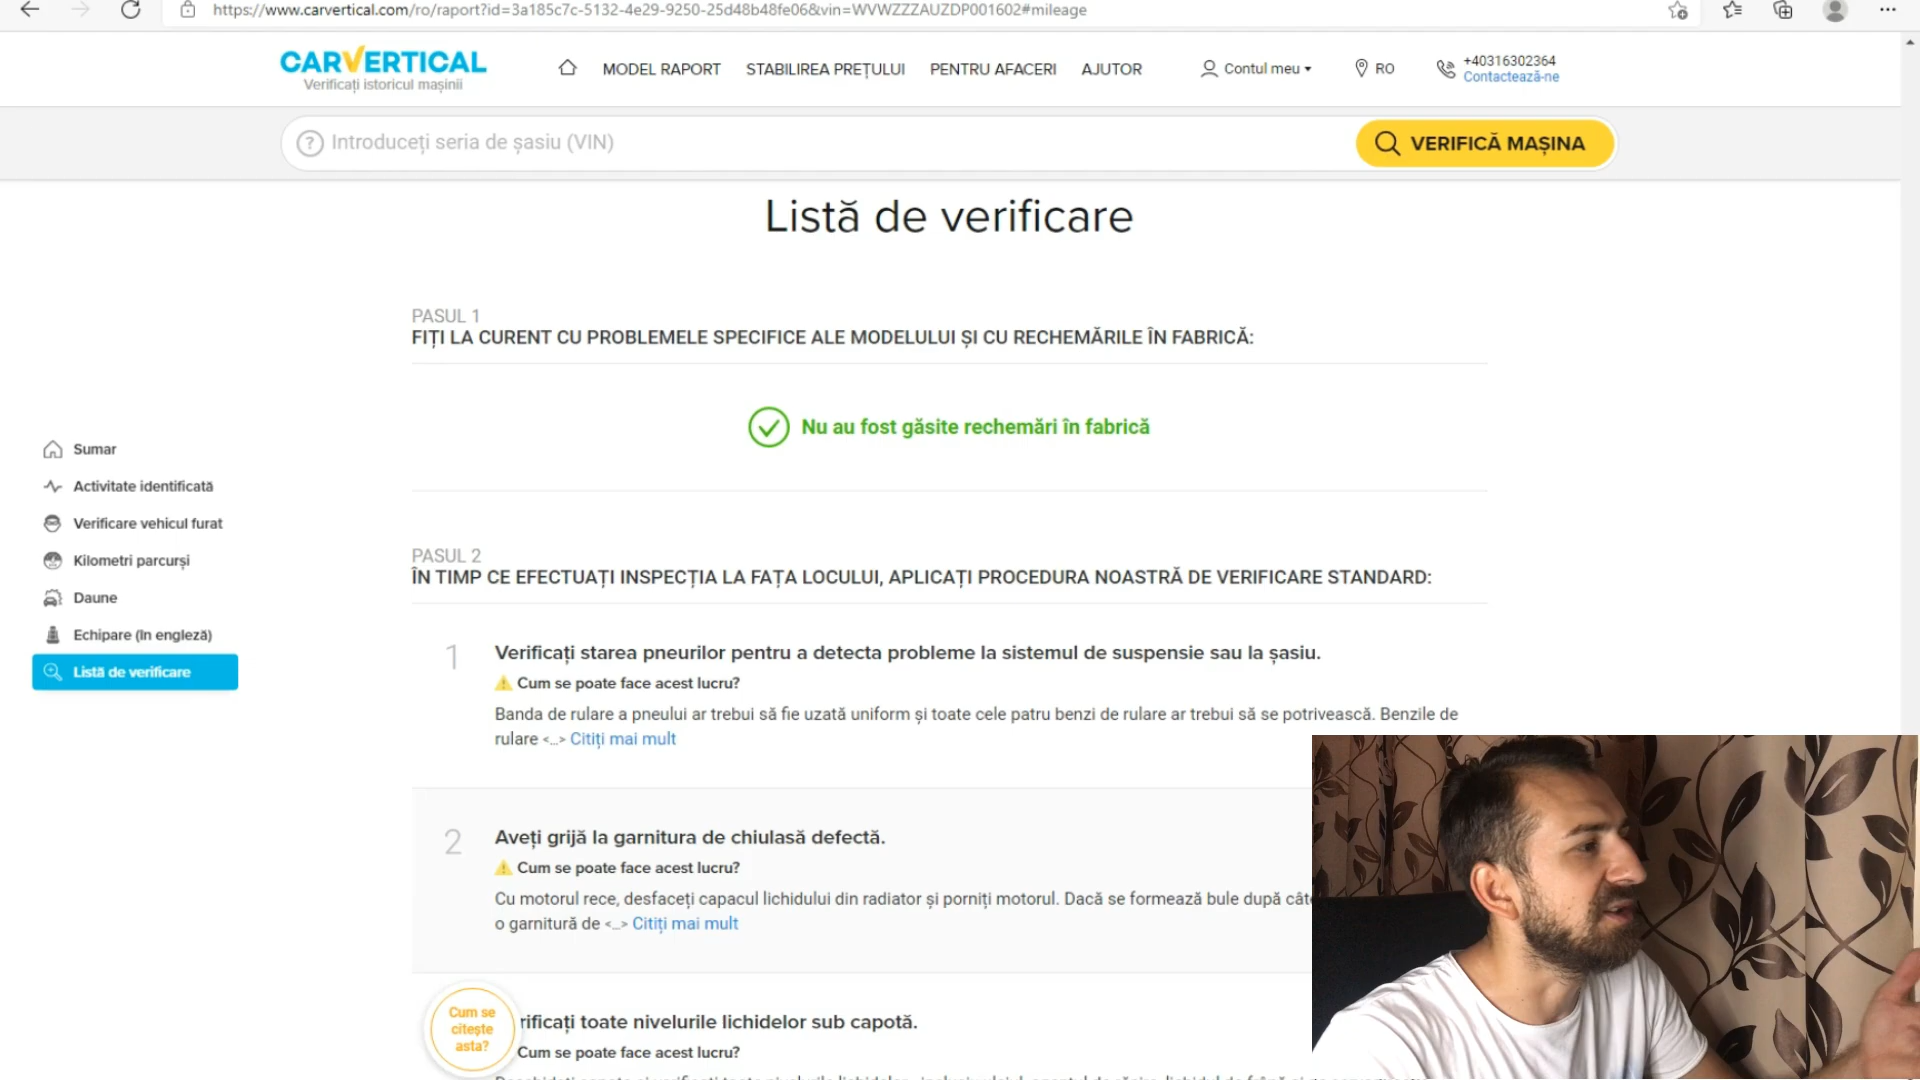 https://www.carvertical.com/ro/raport?id=3a185c7c-5132-4e29-9250-25d48b48fe06&vin=WVWZZZAUZDP001602#mileage
CARVERTICAL
Verificați istoricul mașinii
MODEL RAPORT
STABILIREA PREȚULUI
PENTRU AFACERI
AJUTOR
Contul meu
RO
+40316302364
Contactează-ne
? Introduceți seria de șasiu (VIN)
VERIFICĂ MAȘINA
Listă de verificare
PASUL 1
FIȚI LA CURENT CU PROBLEMELE SPECIFICE ALE MODELULUI ȘI CU RECHEMĂRILE ÎN FABRICĂ:
Nu au fost găsite rechemări în fabrică
Sumar
Activitate identificată
Verificare vehicul furat
Kilometri parcurși
Daune
Echipare (în engleză)
Listă de verificare
PASUL 2
ÎN TIMP CE EFECTUAȚI INSPECȚIA LA FAȚA LOCULUI, APLICAȚI PROCEDURA NOASTRĂ DE VERIFICARE STANDARD:
1
Verificați starea pneurilor pentru a detecta probleme la sistemul de suspensie sau la șasiu.
Cum se poate face acest lucru?
Banda de rulare a pneului ar trebui să fie uzată uniform și toate cele patru benzi de rulare ar trebui să se potrivească. Benzile de
rulare <...> Citiți mai mult
2
Aveți grijă la garnitura de chiulasă defectă.
Cum se poate face acest lucru?
Cu motorul rece, desfaceți capacul lichidului din radiator și porniți motorul. Dacă se formează bule după
o garnitură de <...> Citiți mai mult
Cum se
citește
asta?
rificați toate nivelurile lichidelor sub capotă.
Cum se poate face acest lucru?